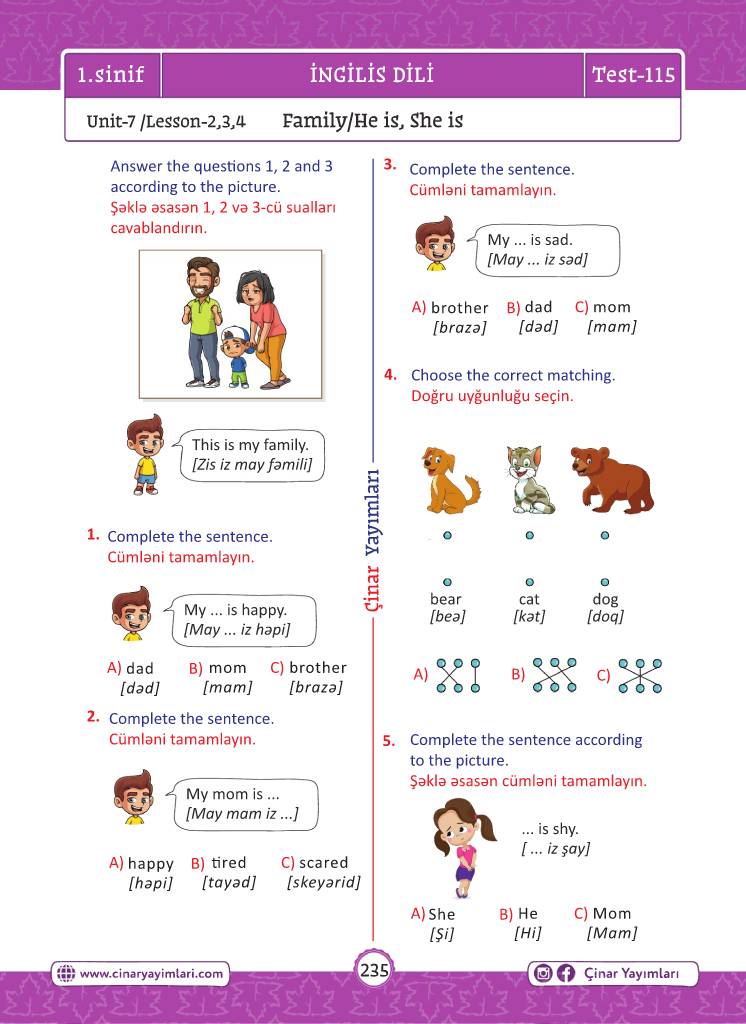 1.sinif
İNGİLİS DİLİ
Test-115
Unit-7 /Lesson-2,3,4 Family/He is, She is
Answer the questions 1, 2 and 3
according to the picture.
Şəklə əsasən 1, 2 və 3-cü sualları
cavablandırın.
This is my family.
[Zis iz may fəmili]
1. Complete the sentence.
Cümləni tamamlayın.
My ... is happy.
[May ... iz həpi]
A) dad B) mom C) brother
[dəd] [mam] [brazə]
2. Complete the sentence.
Cümləni tamamlayın.
My mom is ...
[May mam iz ...]
A) happy B) tired C) scared
[həpi] [tayəd] [skeyərid]
Çinar Yayımları
3. Complete the sentence.
Cümləni tamamlayın.
My ... is sad.
[May ... iz səd]
A) brother B) dad C) mom
[brazə] [dəd] [mam]
4. Choose the correct matching.
Doğru uyğunluğu seçin.
bear cat dog
[beə] [kət] [doq]
A) B) C)
5. Complete the sentence according
to the picture.
Şəklə əsasən cümləni tamamlayın.
... is shy.
[ ... iz şay]
A) She B) He C) Mom
[Şi] [Hi] [Mam]
www.cinaryayimlari.com
235
Çinar Yayımları